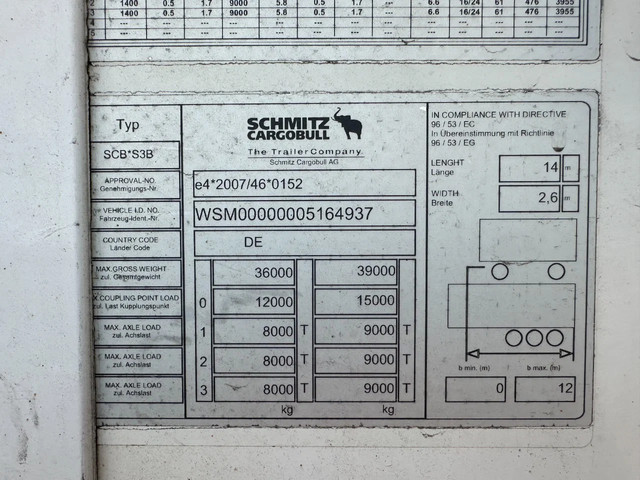 2 1400 0.5 1.7 9000 5.8 0.5 1.7 --- 6.6 16/24 61 476 3955
1400 0.5 1.7 9000 5.8 0.5 1.7 --- 6.6 16/24 61 476 3955
--- --- --- --- --- --- --- --- --- --- --- --- ---
5 --- --- --- --- --- --- --- --- --- --- --- --- ---
Typ
SCB*S3B
SCHMITZ
CARGOBULL
The Trailer Company.
Schmitz Cargobull AG
APPROVAL-NO.
Genehmigungs-Nr.
e4*2007/46*0152
VEHICLE I.D. NO.
Fahrzeug-Ident.-Nr.
WSM00000005164937
COUNTRY CODE
Länder Code
DE
MAX.GROSS WEIGHT
zul. Gesamtgewicht
36000 39000
X.COUPLING POINT LOAD
zul. Last Kupplungspunkt
0 12000 15000
MAX. AXLE LOAD
zul. Achslast
1 8000 T 9000 T
MAX. AXLE LOAD
zul. Achslast
2 8000 T 9000 T
MAX. AXLE LOAD
zul. Achslast
3 8000 T 9000 T
kg kg
IN COMPLIANCE WITH DIRECTIVE
96 / 53 / EC
In Übereinstimmung mit Richtlinie
96 / 53 / EG
LENGHT
Länge
14 m
WIDTH
Breite
2,6 m
b min. (m) b max. (m)
0 12